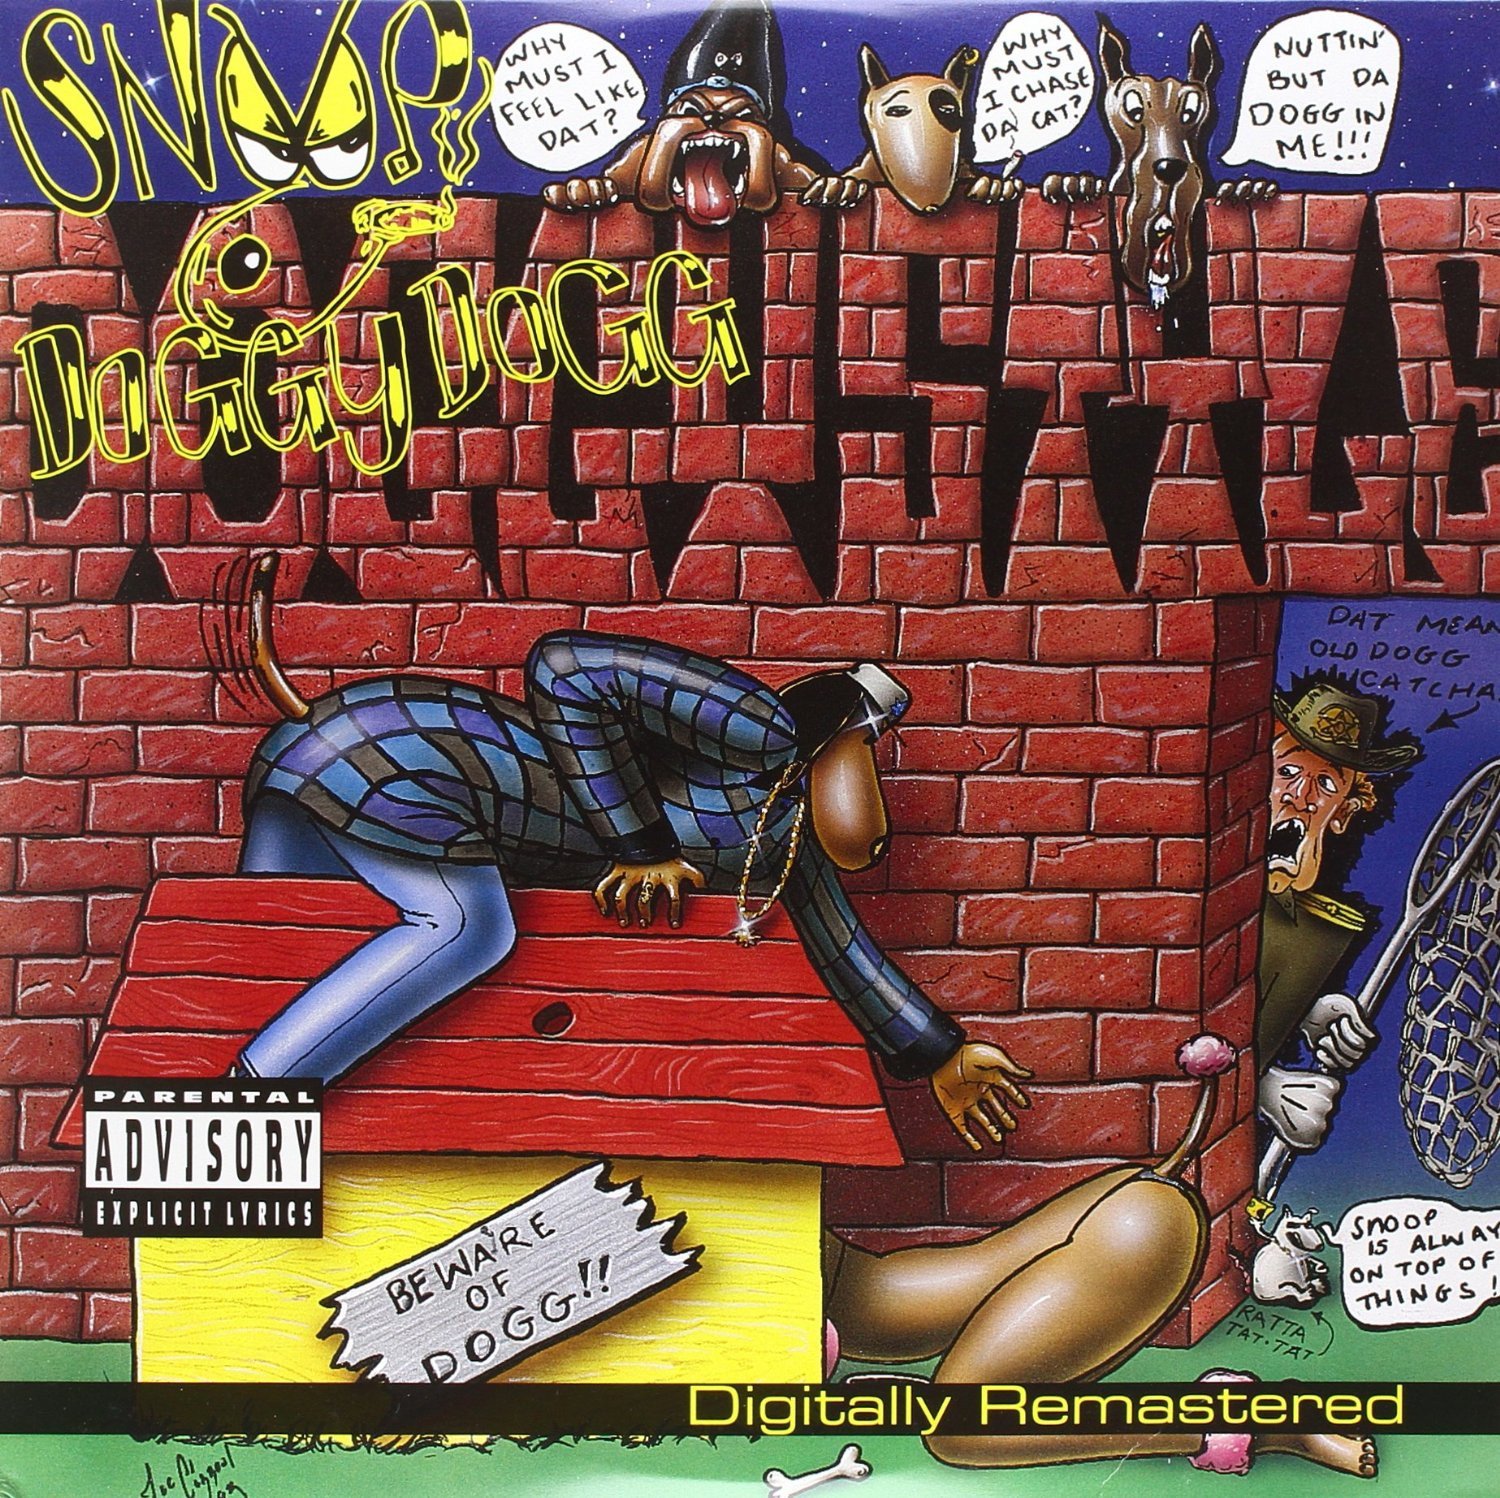 SNOOP
DOGGY DOGG
WHY
MUST I
FEEL LIKE
DAT?
WHY
MUST
I CHASE
DA CAT?
NUTTIN'
BUT DA
DOGG IN
ME!!!
DOGGYSTYLE
DAT MEAN
OLD DOGG
CATCHA
PARENTAL
ADVISORY
EXPLICIT LYRICS
BEWARE
OF
DOGG!!
SNOOP
IS ALWAY
ON TOP OF
THINGS!
RATTA
TAT-TAT
Digitally Remastered